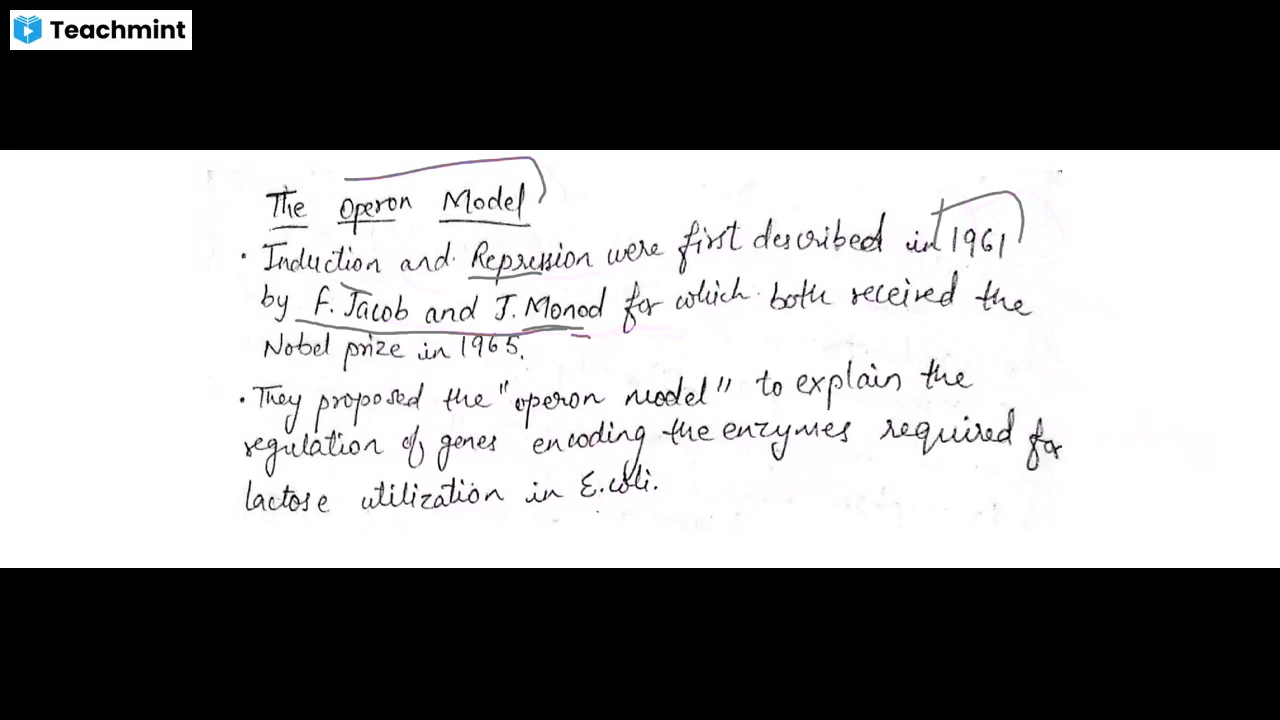 Teachmint
The Operon Model
• Induction and Repression were first described in 1961
by F. Jacob and J. Monod for which both received the
Nobel prize in 1965.
• They proposed the "operon model" to explain the
regulation of genes encoding the enzymes required for
lactose utilization in E.coli.